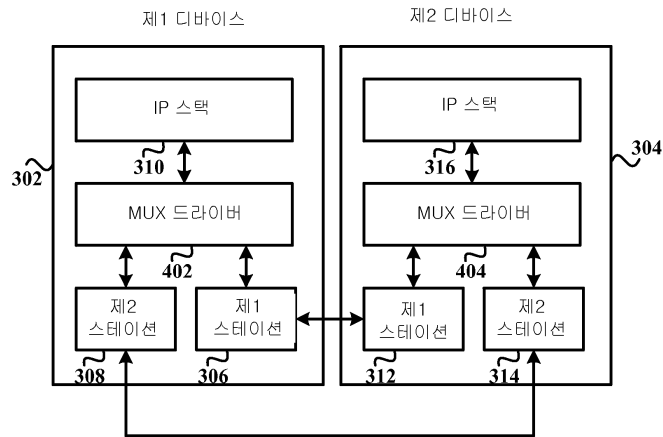 제1 디바이스
제2 디바이스
IP 스택
310
302
MUX 드라이버
402
제2
스테이션
308
제1
스테이션
306
IP 스택
316
304
MUX 드라이버
404
제1
스테이션
312
제2
스테이션
314